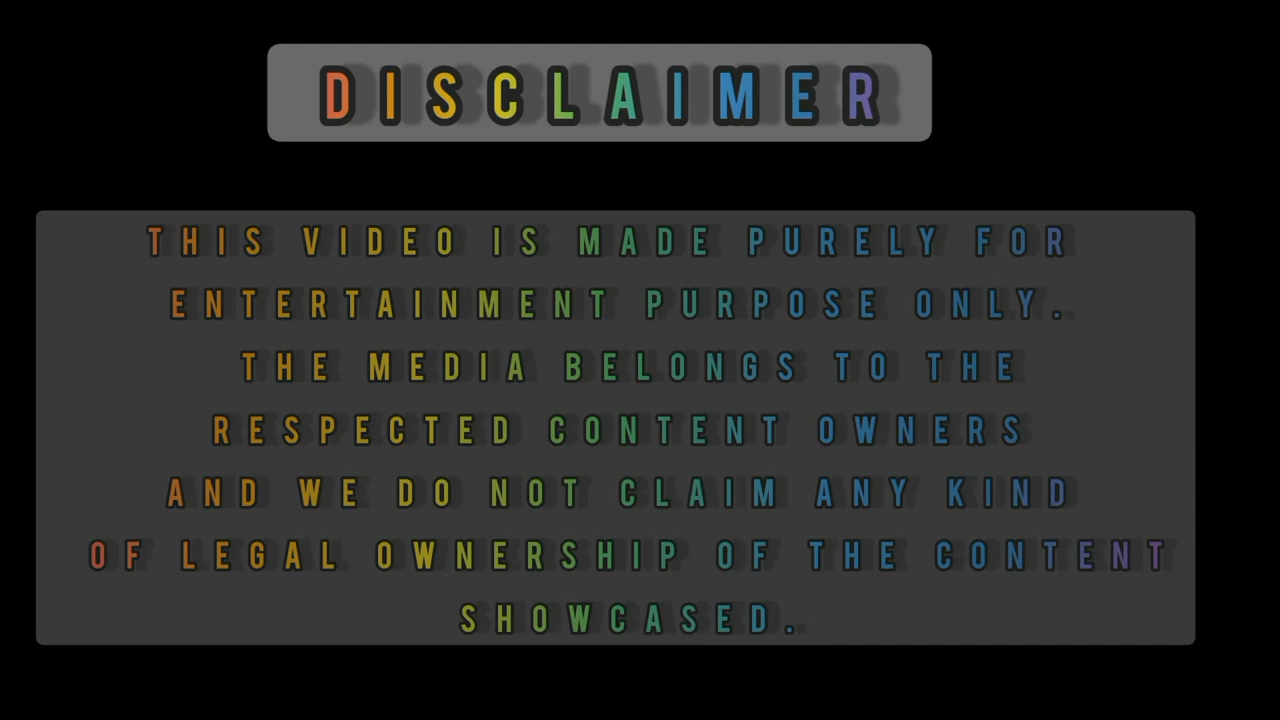 DISCLAIMER
THIS VIDEO IS MADE PURELY FOR
ENTERTAINMENT PURPOSE ONLY.
THE MEDIA BELONGS TO THE
RESPECTED CONTENT OWNERS
AND WE DO NOT CLAIM ANY KIND
OF LEGAL OWNERSHIP OF THE CONTENT
SHOWCASED.